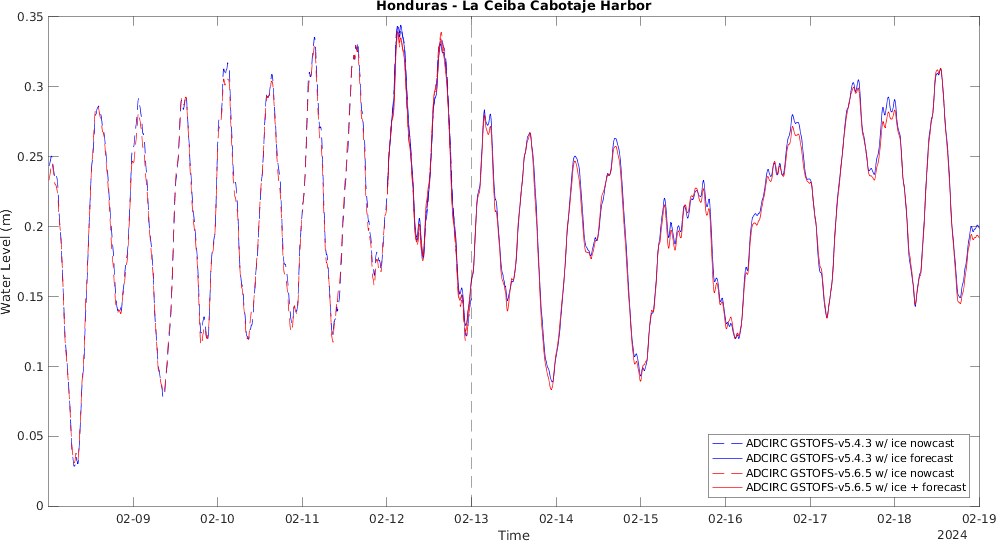 Honduras - La Ceiba Cabotaje Harbor
0.35
0.3
0.25
0.2
0.15
0.1
0.05
0
Water Level (m)
02-09 02-10 02-11 02-12 02-13 02-14 02-15 02-16 02-17 02-18 02-19
Time
2024
ADCIRC GSTOFS-v5.4.3 w/ ice nowcast
ADCIRC GSTOFS-v5.4.3 w/ ice forecast
ADCIRC GSTOFS-v5.6.5 w/ ice nowcast
ADCIRC GSTOFS-v5.6.5 w/ ice + forecast